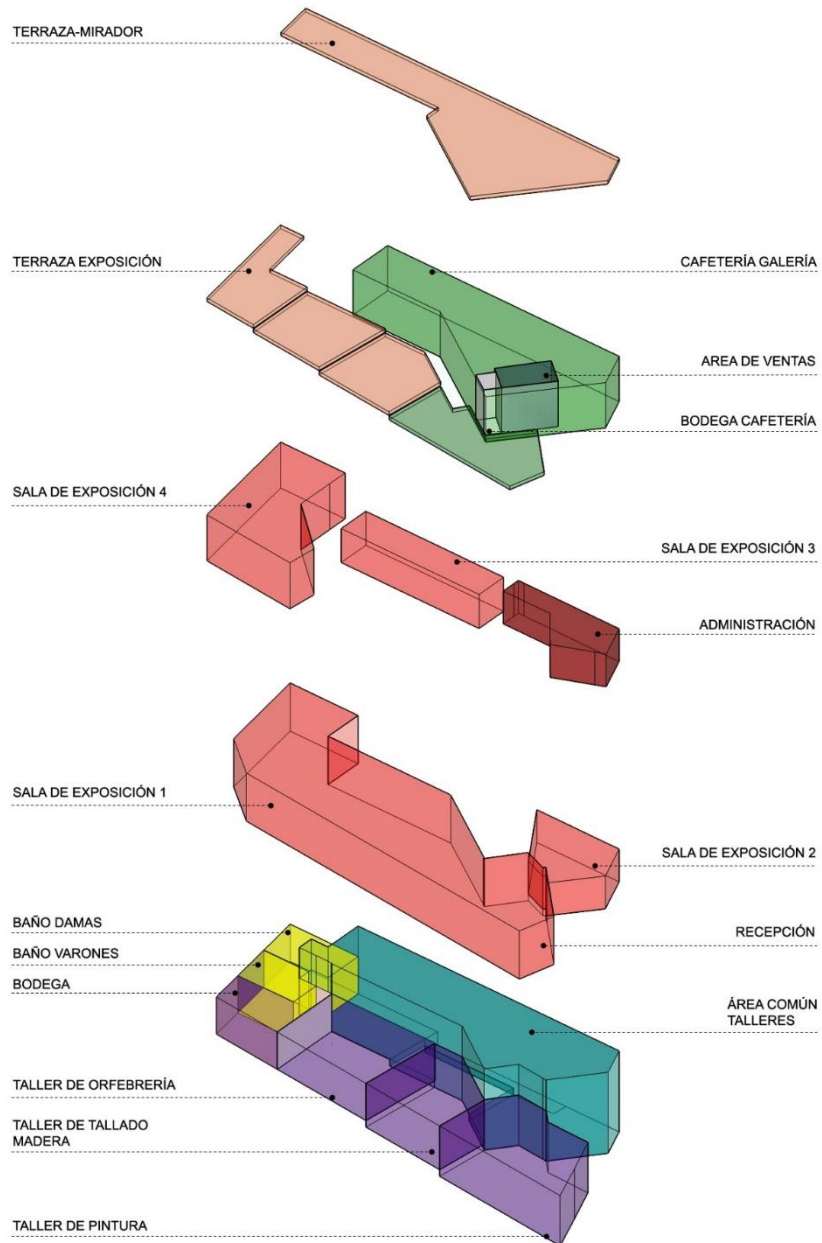 TERRAZA-MIRADOR
TERRAZA EXPOSICIÓN
CAFETERÍA GALERÍA
AREA DE VENTAS
BODEGA CAFETERÍA
SALA DE EXPOSICIÓN 4
SALA DE EXPOSICIÓN 3
ADMINISTRACIÓN
SALA DE EXPOSICIÓN 1
SALA DE EXPOSICIÓN 2
RECEPCIÓN
BAÑO DAMAS
BAÑO VARONES
BODEGA
ÁREA COMÚN
TALLERES
TALLER DE ORFEBRERÍA
TALLER DE TALLADO
MADERA
TALLER DE PINTURA